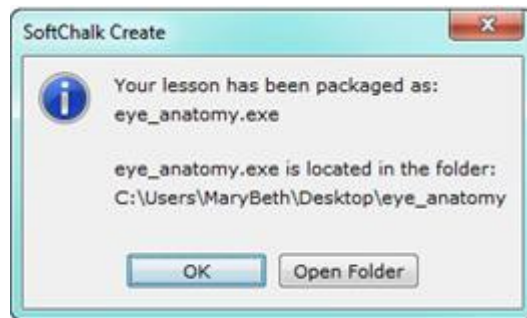 SoftChalk Create
Your lesson has been packaged as:
eye_anatomy.exe
eye_anatomy.exe is located in the folder:
C:\Users\MaryBeth\Desktop\eye_anatomy
OK
Open Folder